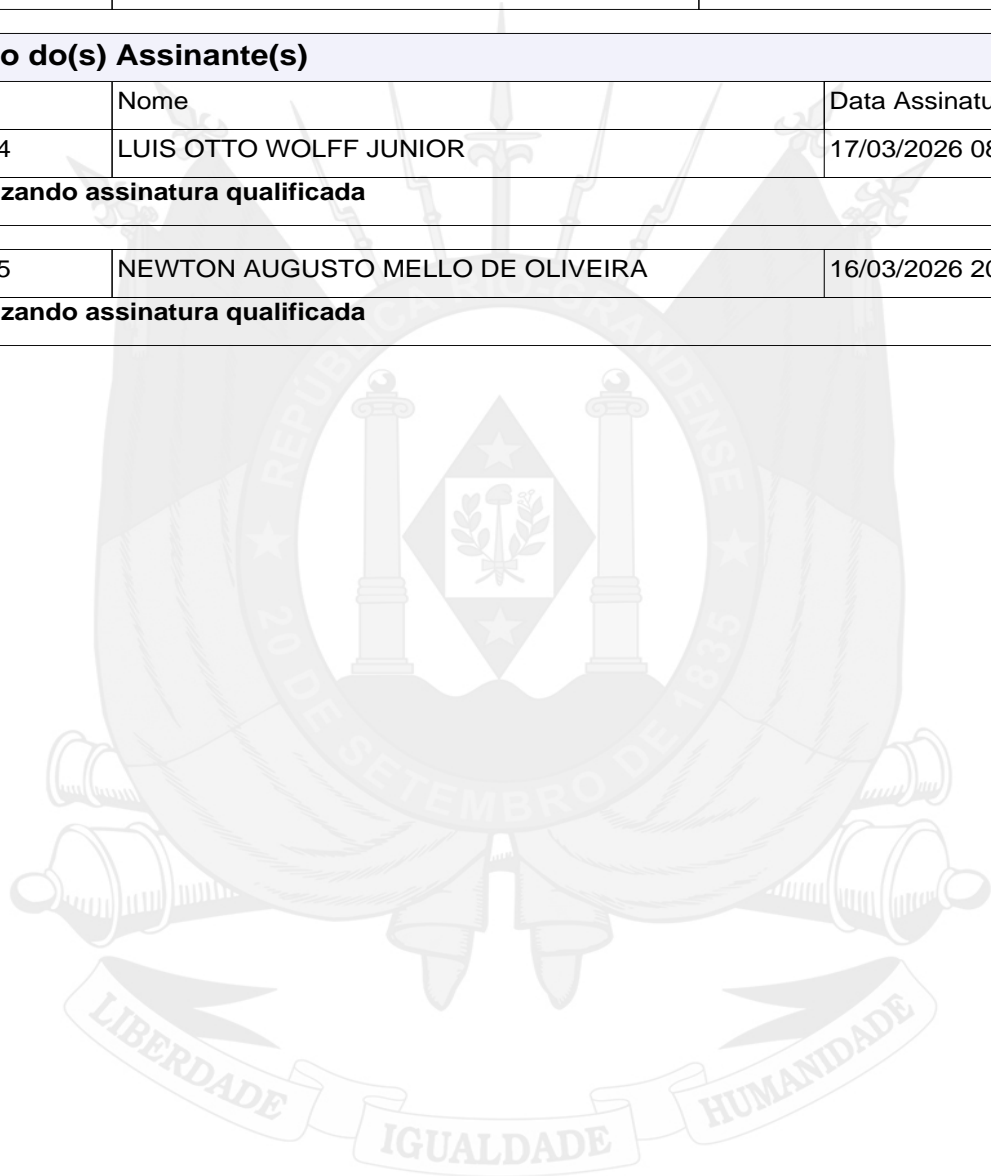 o do(s) Assinante(s)
Nome Data Assinatu
4 LUIS OTTO WOLFF JUNIOR 17/03/2026 08
zando assinatura qualificada
5 NEWTON AUGUSTO MELLO DE OLIVEIRA 16/03/2026 20
zando assinatura qualificada
REPÚBLICA RIO-GRANDENSE
20 DE SETEMBRO DE 1835
LIBERDADE IGUALDADE HUMANIDADE